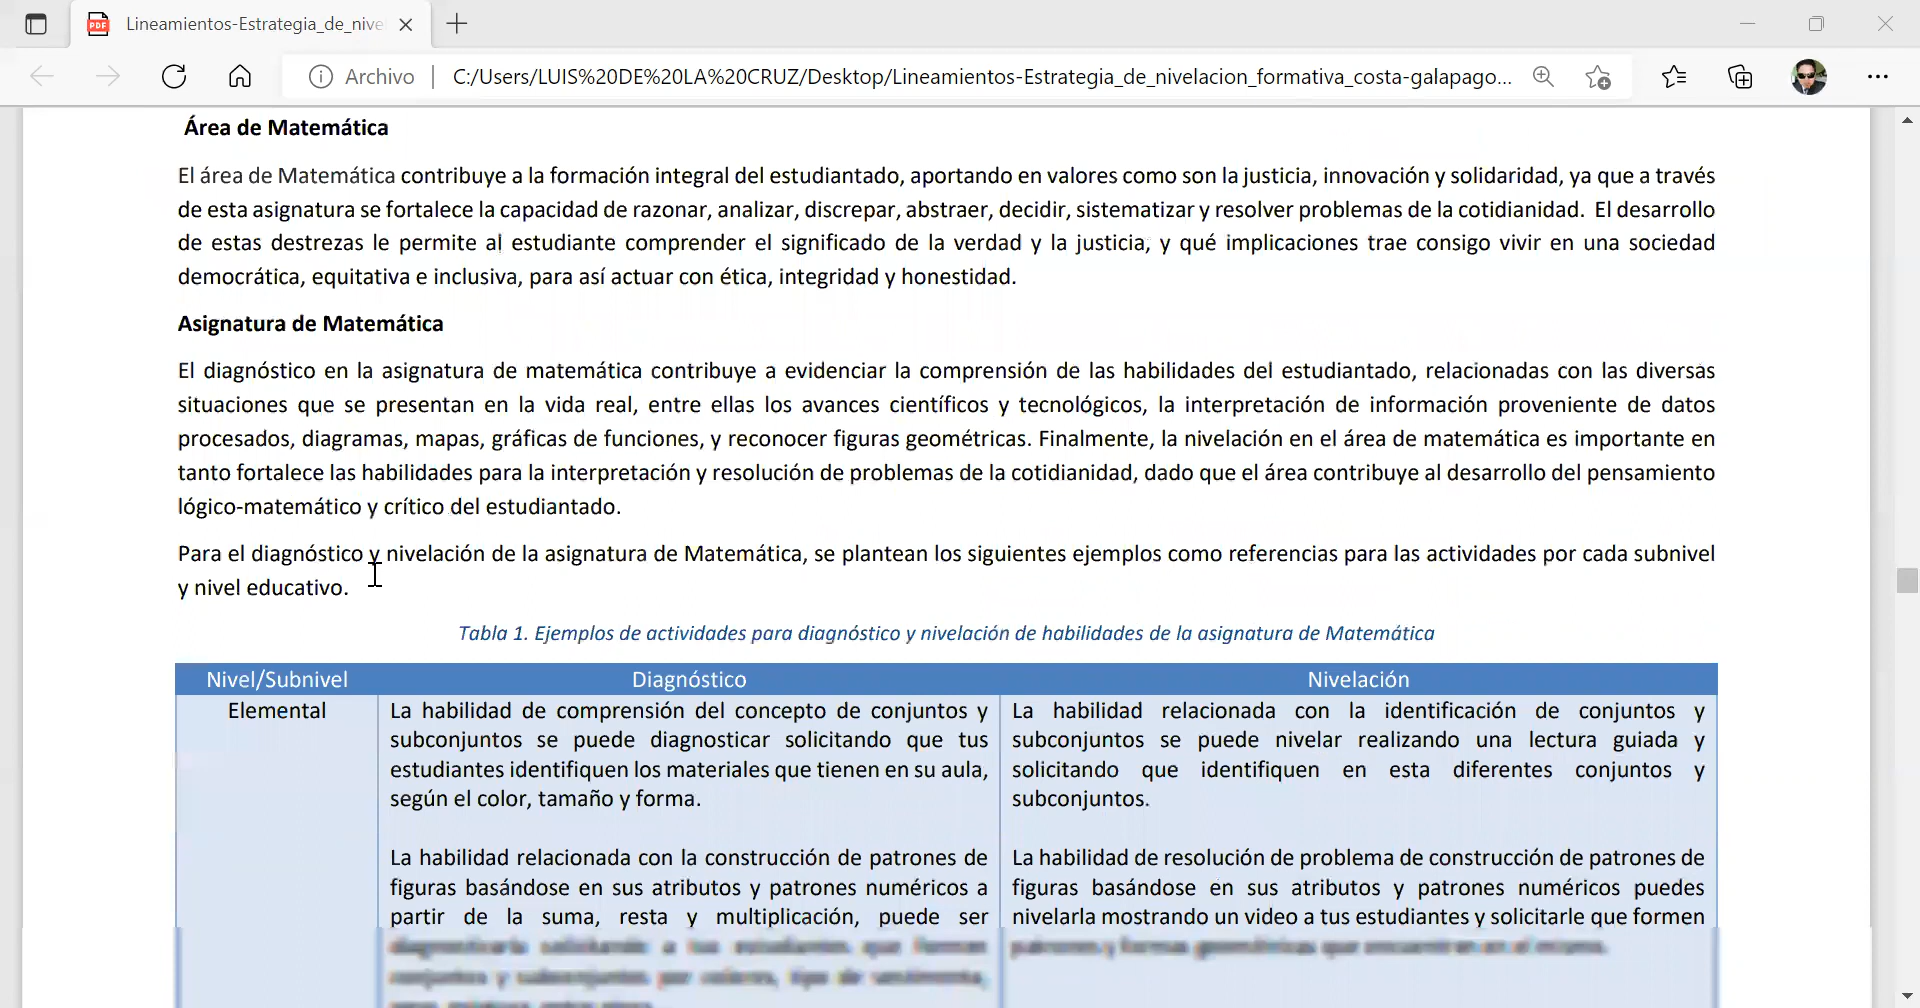 Lineamientos-Estrategia_de_nive
Archivo
C:/Users/LUIS%20DE%20LA%20CRUZ/Desktop/Lineamientos-Estrategia_de_nivelacion_formativa_costa-galapago...
Área de Matemática
El área de Matemática contribuye a la formación integral del estudiantado, aportando en valores como son la justicia, innovación y solidaridad, ya que a través
de esta asignatura se fortalece la capacidad de razonar, analizar, discrepar, abstraer, decidir, sistematizar y resolver problemas de la cotidianidad. El desarrollo
de estas destrezas le permite al estudiante comprender el significado de la verdad y la justicia, y qué implicaciones trae consigo vivir en una sociedad
democrática, equitativa e inclusiva, para así actuar con ética, integridad y honestidad.
Asignatura de Matemática
El diagnóstico en la asignatura de matemática contribuye a evidenciar la comprensión de las habilidades del estudiantado, relacionadas con las diversas
situaciones que se presentan en la vida real, entre ellas los avances científicos y tecnológicos, la interpretación de información proveniente de datos
procesados, diagramas, mapas, gráficas de funciones, y reconocer figuras geométricas. Finalmente, la nivelación en el área de matemática es importante en
tanto fortalece las habilidades para la interpretación y resolución de problemas de la cotidianidad, dado que el área contribuye al desarrollo del pensamiento
lógico-matemático y crítico del estudiantado.
Para el diagnóstico y nivelación de la asignatura de Matemática, se plantean los siguientes ejemplos como referencias para las actividades por cada subnivel
y nivel educativo.
Tabla 1. Ejemplos de actividades para diagnóstico y nivelación de habilidades de la asignatura de Matemática
Nivel/Subnivel
Diagnóstico
Nivelación
Elemental
La habilidad de comprensión del concepto de conjuntos y
subconjuntos se puede diagnosticar solicitando que tus
estudiantes identifiquen los materiales que tienen en su aula,
según el color, tamaño y forma.
La habilidad relacionada con la construcción de patrones de
figuras basándose en sus atributos y patrones numéricos a
partir de la suma, resta y multiplicación, puede ser
La habilidad relacionada con la identificación de conjuntos y
subconjuntos se puede nivelar realizando una lectura guiada y
solicitando que identifiquen en esta diferentes conjuntos y
subconjuntos.
La habilidad de resolución de problema de construcción de patrones de
figuras basándose en sus atributos y patrones numéricos puedes
nivelarla mostrando un video a tus estudiantes y solicitarle que formen